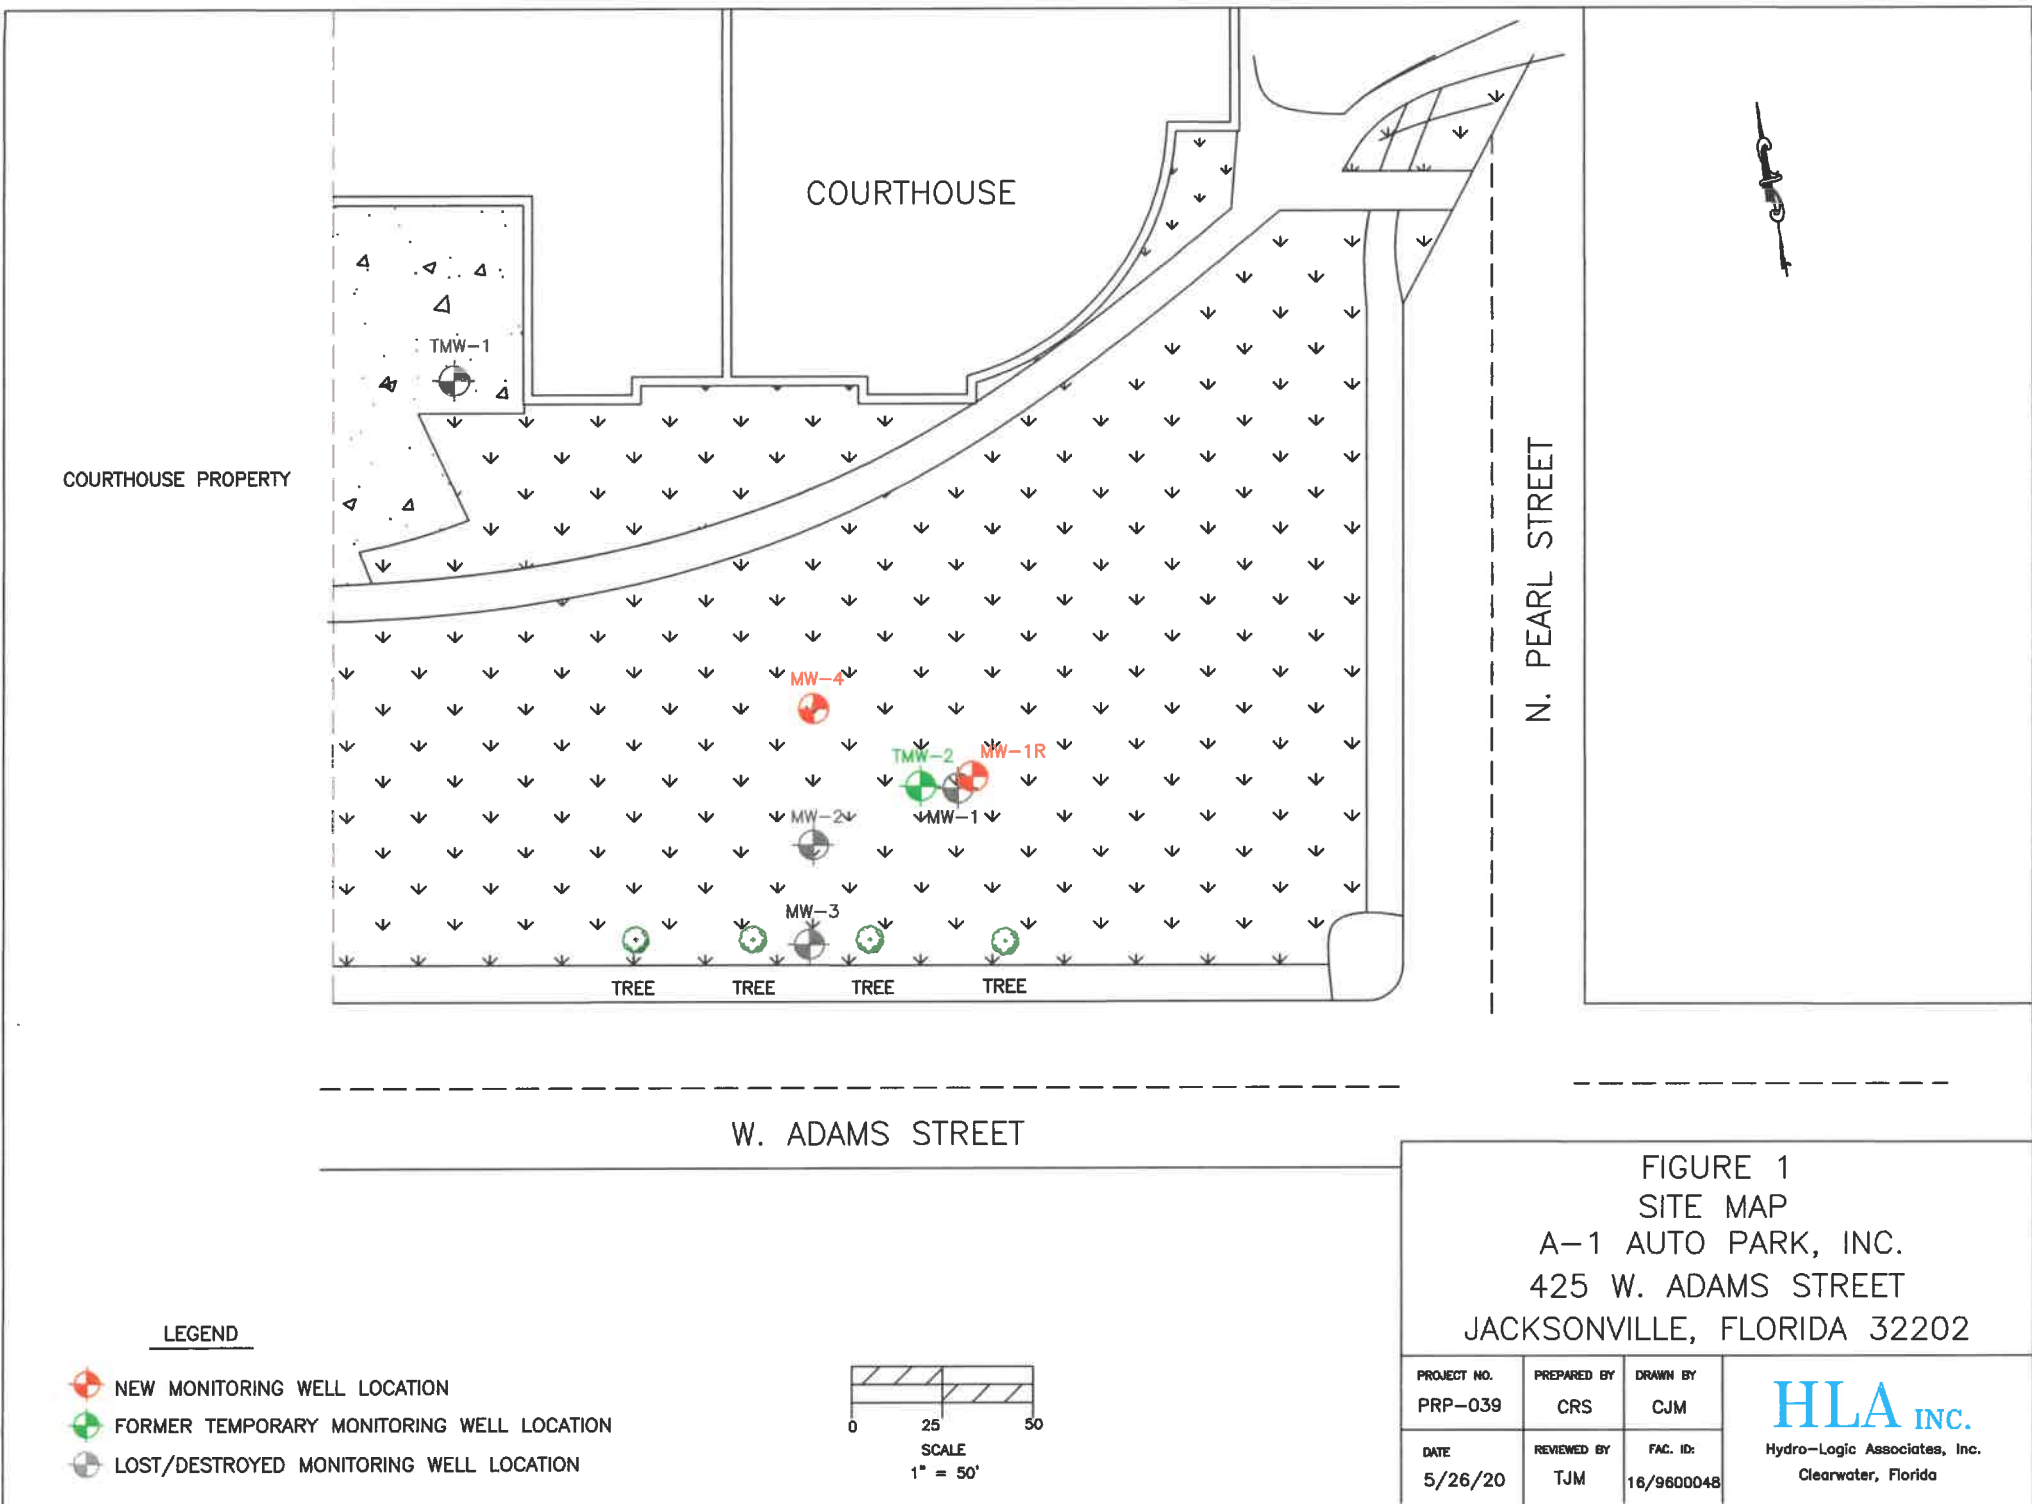 COURTHOUSE
TMW-1
COURTHOUSE PROPERTY
N. PEARL STREET
MW-4
TMW-2
MW-1R
MW-1
MW-2
MW-3
TREE
TREE
TREE
TREE
W. ADAMS STREET
FIGURE 1
SITE MAP
A-1 AUTO PARK, INC.
425 W. ADAMS STREET
JACKSONVILLE, FLORIDA 32202
LEGEND
NEW MONITORING WELL LOCATION
FORMER TEMPORARY MONITORING WELL LOCATION
LOST/DESTROYED MONITORING WELL LOCATION
0 25 50
SCALE
1" = 50'
PROJECT NO.
PRP-039
PREPARED BY
CRS
DRAWN BY
CJM
DATE
5/26/20
REVIEWED BY
TJM
FAC. ID:
16/9600048
HLA INC.
Hydro-Logic Associates, Inc.
Clearwater, Florida